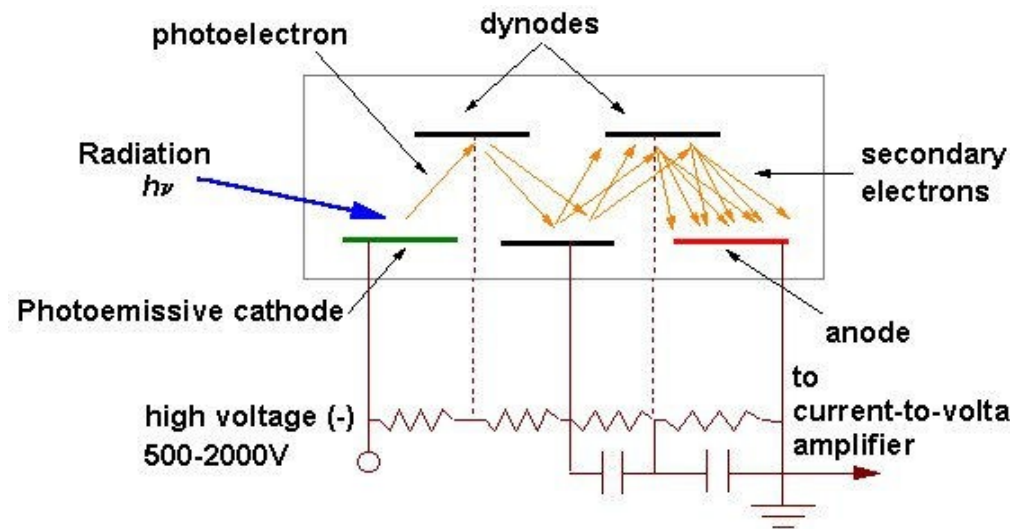 photoelectron
dynodes
Radiation
hν
secondary
electrons
Photoemissive cathode
anode
high voltage (-)
500-2000V
to
current-to-volta
amplifier